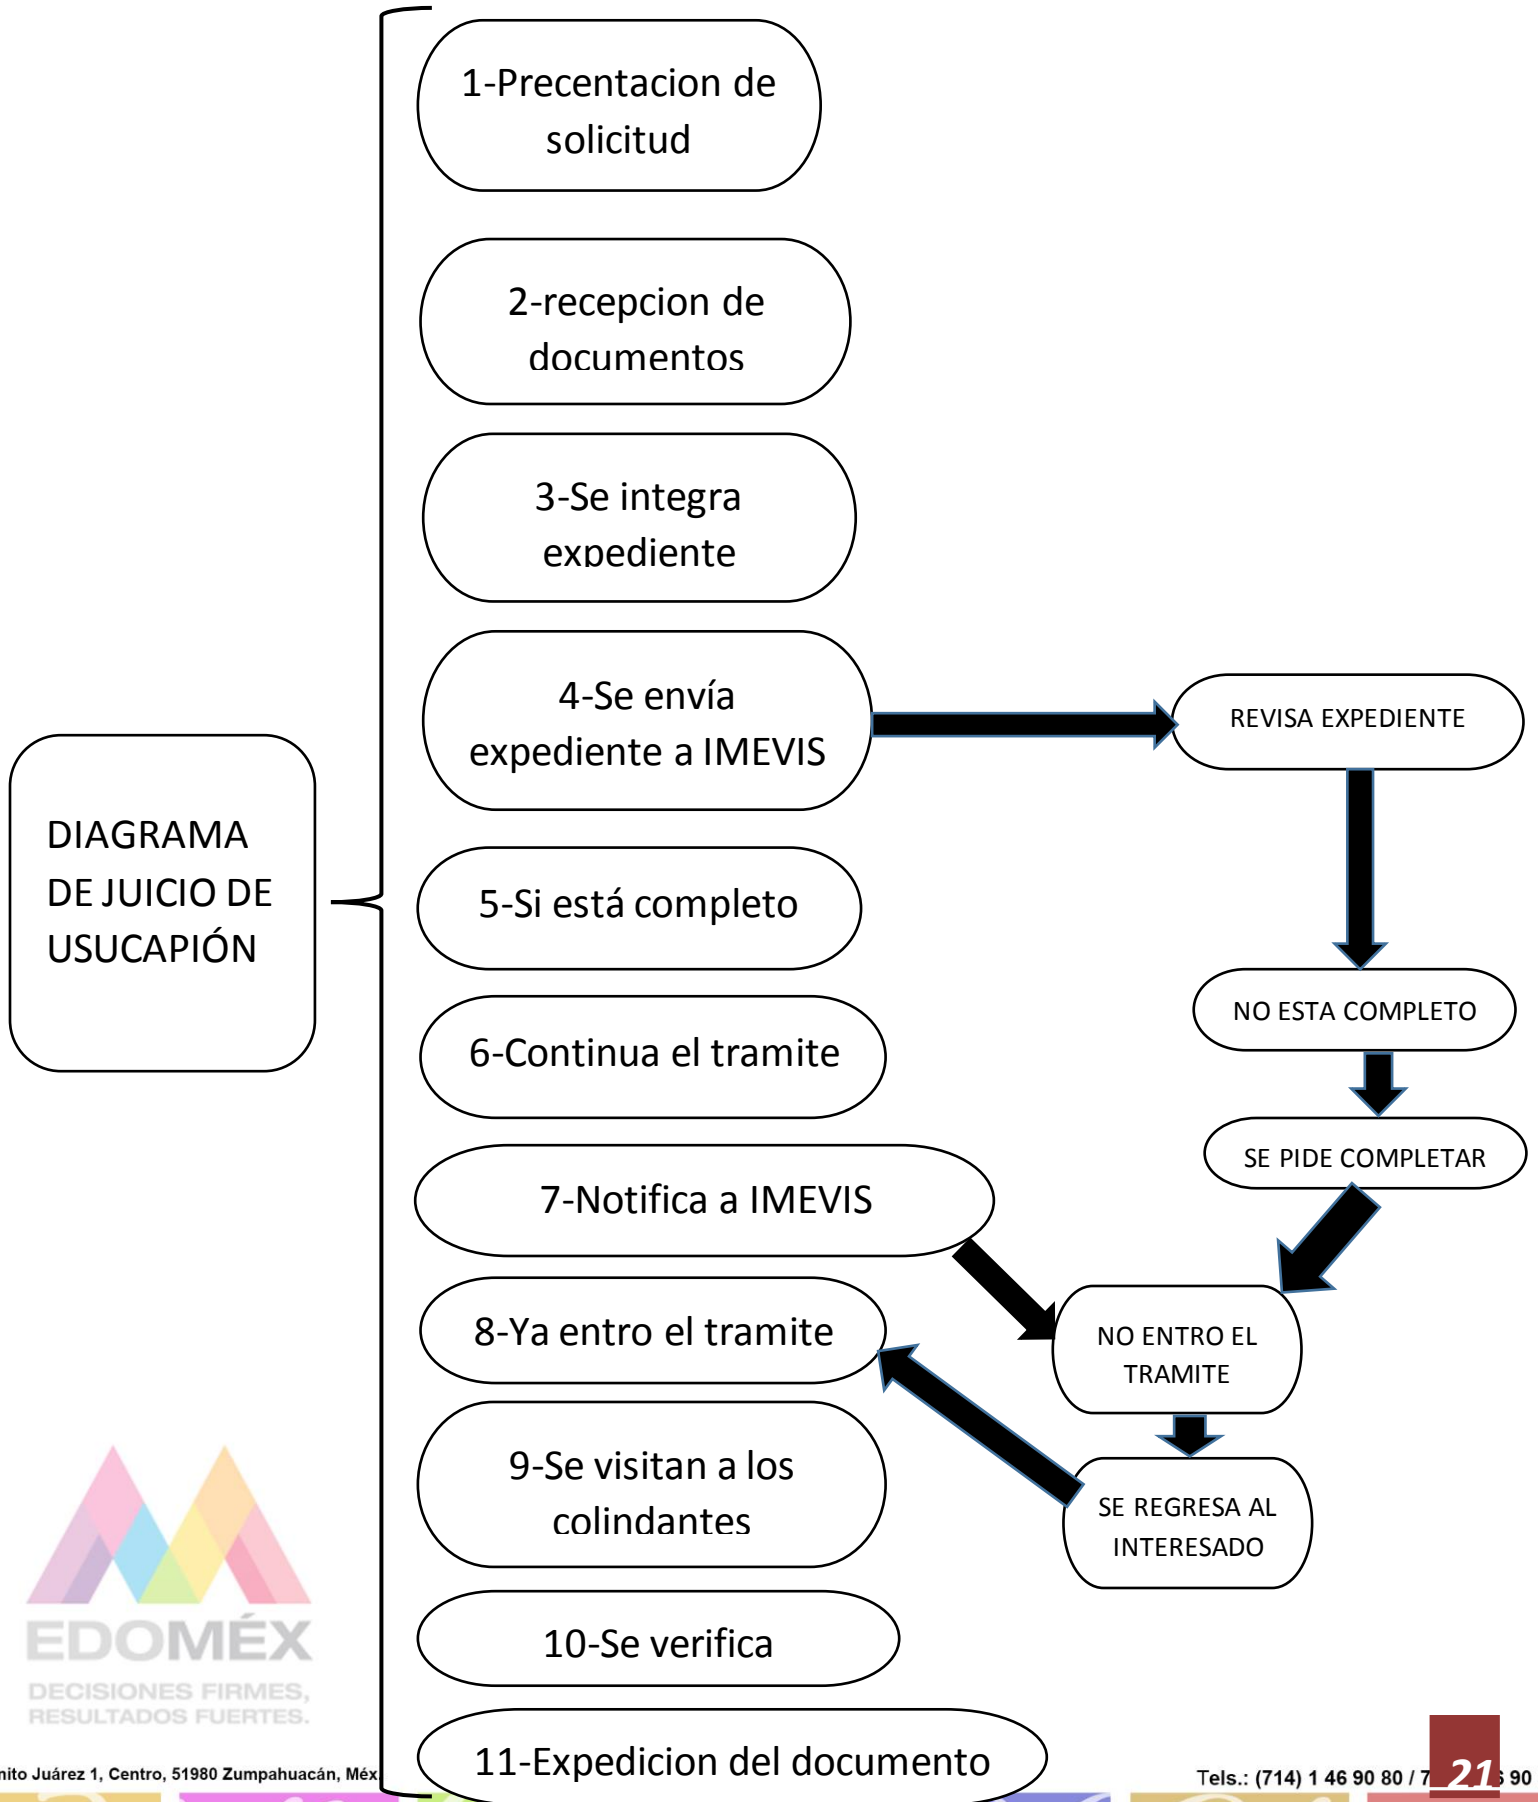 1-Precentacion de
solicitud
2-recepcion de
documentos
3-Se integra
expediente
4-Se envía
expediente a IMEVIS
REVISA EXPEDIENTE
DIAGRAMA
DE JUICIO DE
USUCAPIÓN
5-Si está completo
NO ESTA COMPLETO
6-Continua el tramite
SE PIDE COMPLETAR
7-Notifica a IMEVIS
8-Ya entro el tramite
NO ENTRO EL
TRAMITE
9-Se visitan a los
colindantes
SE REGRESA AL
INTERESADO
10-Se verifica
EDOMÉX
DECISIONES FIRMES,
RESULTADOS FUERTES.
11-Expedicion del documento
Juárez 1, Centro, 51980 Zumpahuacán, Méx.
Tels.: (714) 1 46 90 80 / 7
21
90